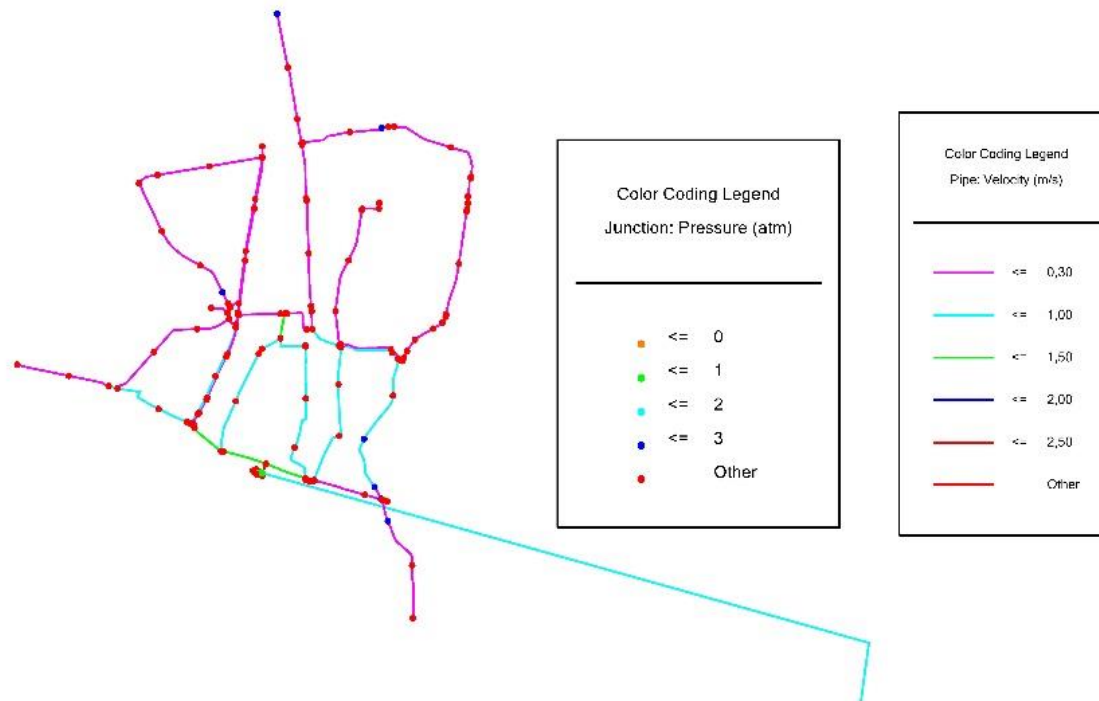 Color Coding Legend
Junction: Pressure (atm)
<= 0
<= 1
<= 2
<= 3
Other
Color Coding Legend
Pipe: Velocity (m/s)
<= 0,30
<= 1,00
<= 1,50
<= 2,00
<= 2,50
Other